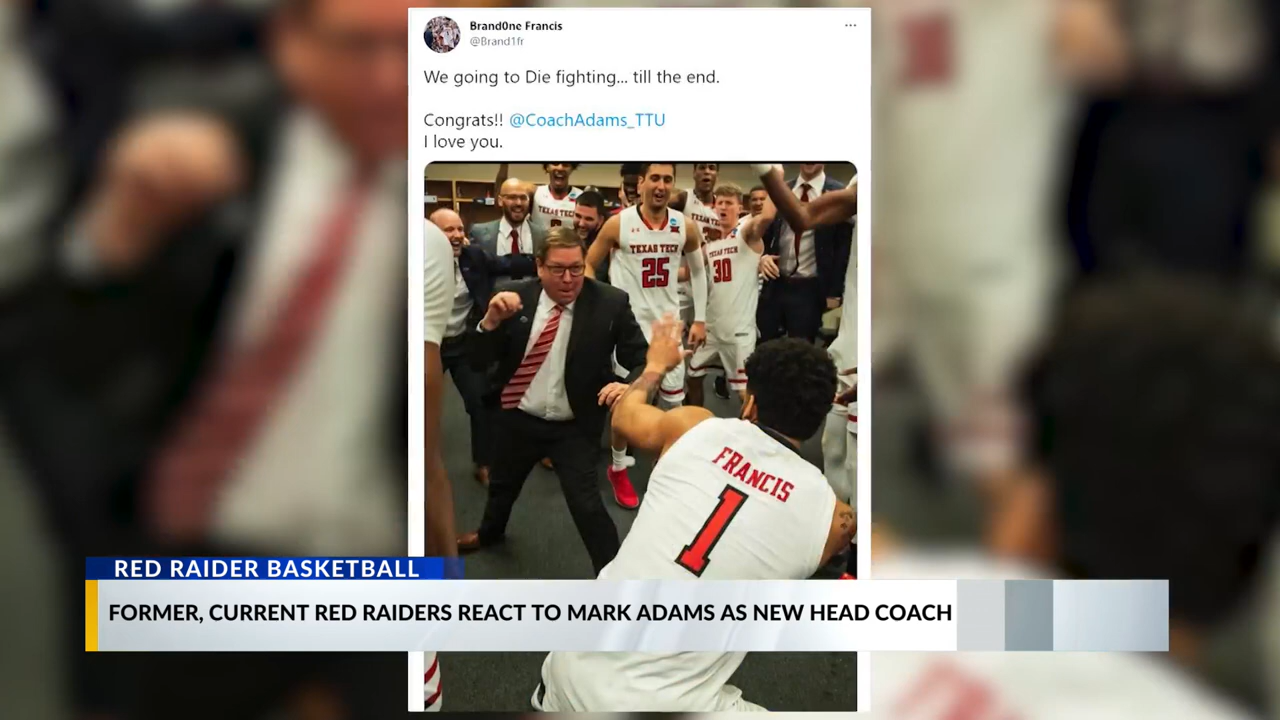 Brand0ne Francis
@Brand1fr
We going to Die fighting... till the end.
Congrats!! @CoachAdams_TTU
I love you.
TEXAS TECH
TEXAS TECH
25
TEXAS TECH
30
FRANCIS
1
RED RAIDER BASKETBALL
FORMER, CURRENT RED RAIDERS REACT TO MARK ADAMS AS NEW HEAD COACH